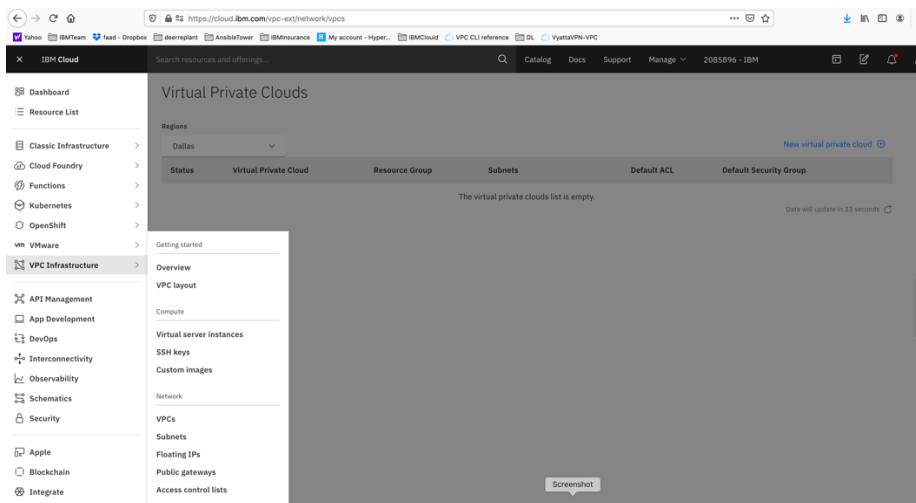 https://cloud.ibm.com/vpc-ext/network/vpcs
Yahoo IBMTeam faad - Dropbox deerreplant AnsibleTower IBMInsurance My account - Hyper... IBMClouid VPC CLI reference DL VyattaVPN-VPC
IBM Cloud Search resources and offerings... Catalog Docs Support Manage 2085896 - IBM
Dashboard
Resource List
Classic Infrastructure
Cloud Foundry
Functions
Kubernetes
OpenShift
vm VMware
VPC Infrastructure
API Management
App Development
DevOps
Interconnectivity
Observability
Schematics
Security
Apple
Blockchain
Integrate
Getting started
Overview
VPC layout
Compute
Virtual server instances
SSH keys
Custom images
Network
VPCs
Subnets
Floating IPs
Public gateways
Access control lists
Virtual Private Clouds
Regions
Dallas
New virtual private cloud
Status Virtual Private Cloud Resource Group Subnets Default ACL Default Security Group
The virtual private clouds list is empty.
Data will update in 33 seconds
Screenshot